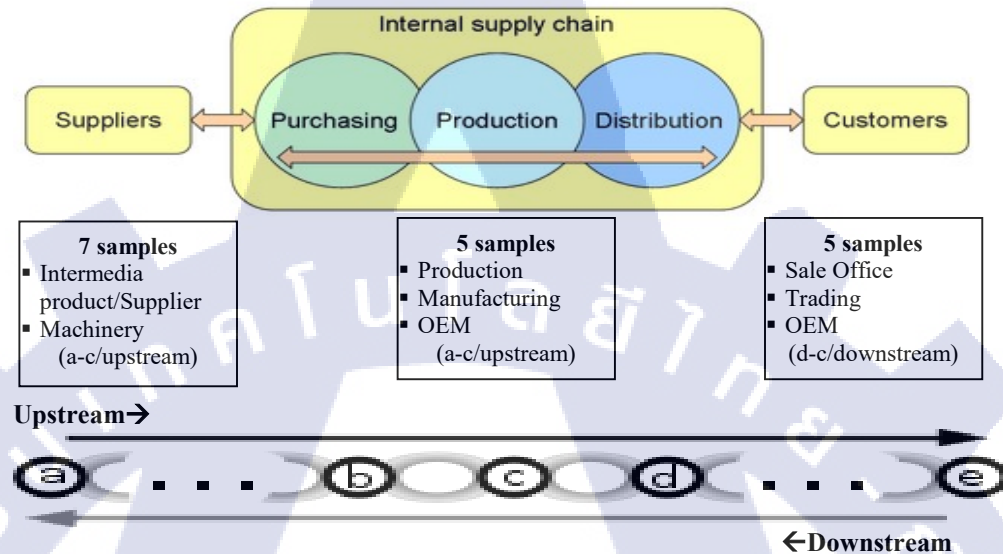 Internal supply chain
Suppliers
Purchasing
Production
Distribution
Customers
7 samples
▪ Intermedia
product/Supplier
▪ Machinery
(a-c/upstream)
5 samples
▪ Production
▪ Manufacturing
▪ OEM
(a-c/upstream)
5 samples
▪ Sale Office
▪ Trading
▪ OEM
(d-c/downstream)
Upstream→
a . . . b c d . . . e
←Downstream